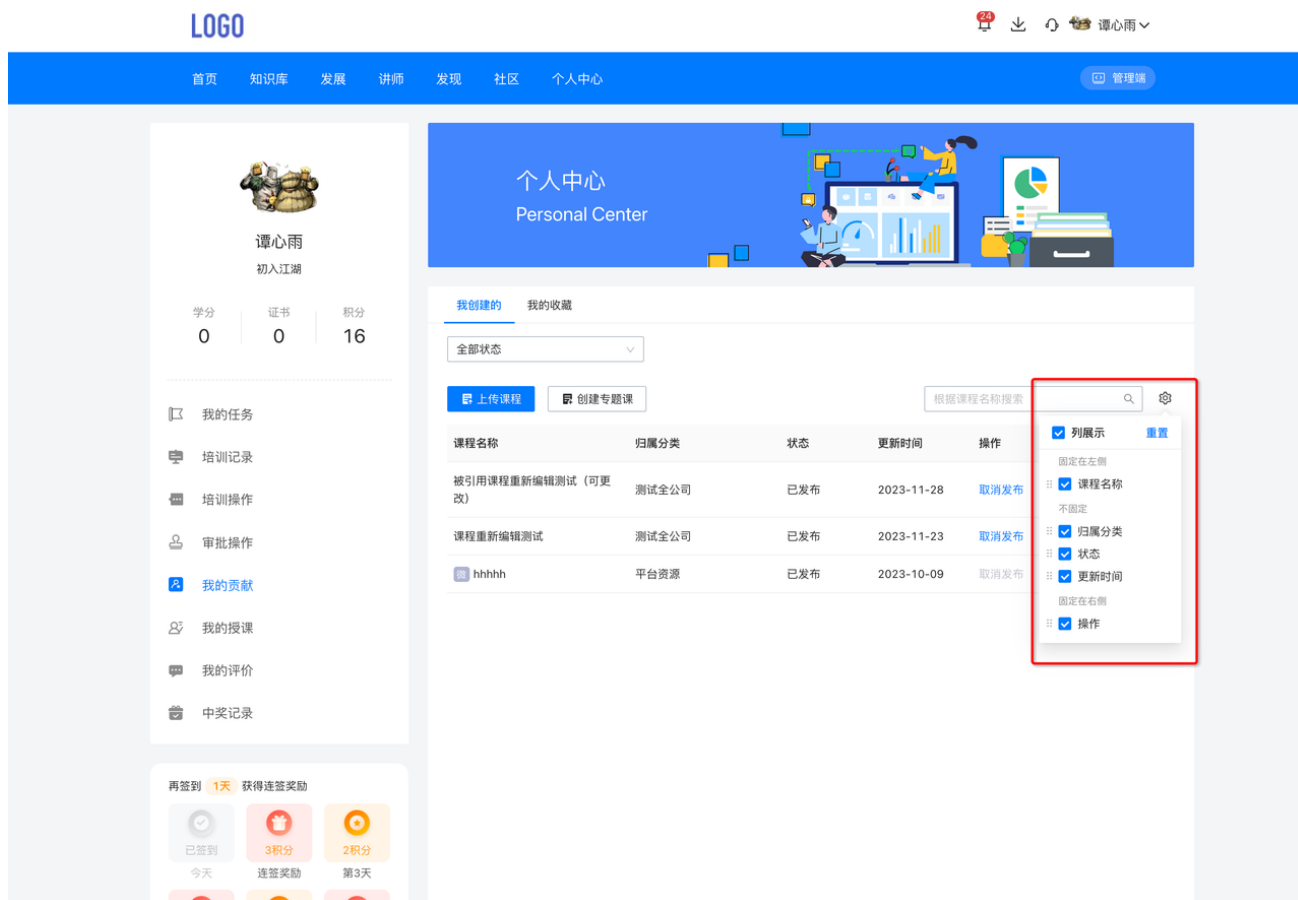 LOGO
24
谭心雨
首页 知识库 发展 讲师 发现 社区 个人中心 管理端
个人中心
Personal Center
谭心雨
初入江湖
学分 证书 积分
0 0 16
我的任务
培训记录
培训操作
审批操作
我的贡献
我的授课
我的评价
中奖记录
再签到 1天 获得连签奖励
已签到 3积分 2积分
今天 连签奖励 第3天
我创建的 我的收藏
全部状态
上传课程 创建专题课 根据课程名称搜索
课程名称 归属分类 状态 更新时间 操作
被引用课程重新编辑测试（可更
改） 测试全公司 已发布 2023-11-28 取消发布
课程重新编辑测试 测试全公司 已发布 2023-11-23 取消发布
微 hhhhh 平台资源 已发布 2023-10-09 取消发布
列展示 重置
固定在左侧
课程名称
不固定
归属分类
状态
更新时间
固定在右侧
操作